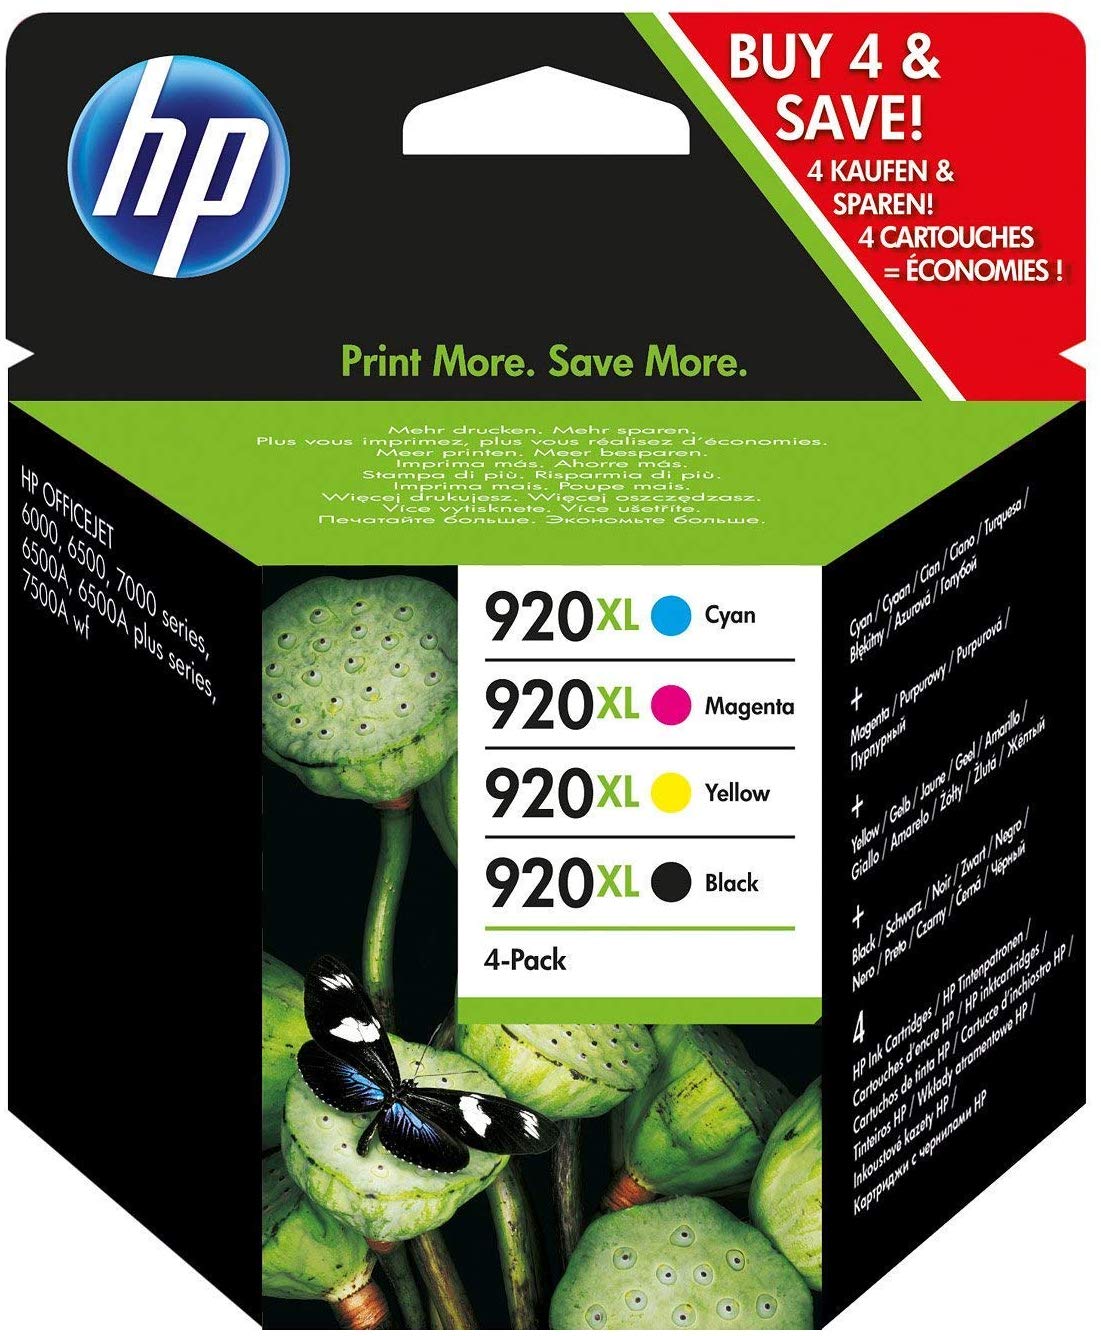 hp
BUY 4 &
SAVE!
4 KAUFEN &
SPAREN!
4 CARTOUCHES
= ÉCONOMIES !
Print More. Save More.
Mehr drucken. Mehr sparen.
Plus vous imprimez, plus vous réalisez d'économies.
Meer printen. Meer besparen.
Imprima más. Ahorre más.
Stampa di più. Risparmia di più.
Imprima mais. Poupe mais.
Więcej drukujesz. Więcej oszczędzasz.
Více vytisknete. Více ušetříte.
Печатайте больше. Экономьте больше.
HP OFFICEJET
6000, 6500, 7000 series,
6500A, 6500A plus series,
7500A wf
920XL Cyan
920XL Magenta
920XL Yellow
920XL Black
4-Pack
Cyan / Cyaan / Cian / Ciano / Turquesa /
Błękitny / Azurová / Голубой
+
Magenta / Purpurowy / Purpurová /
Пурпурный
+
Yellow / Gelb / Jaune / Geel / Amarillo /
Giallo / Amarelo / Żółty / Žlutá / Жёлтый
+
Black / Schwarz / Noir / Zwart / Negro /
Nero / Preto / Czarny / Černá / Чёрный
4
HP Ink Cartridges / HP Tintenpatronen /
Cartouches d'encre HP / HP inktcartridges /
Cartuchos de tinta HP / Cartucce d'inchiostro HP /
Tinteiros HP / Wkłady atramentowe HP /
Inkoustové kazety HP /
Картриджи с чернилами HP